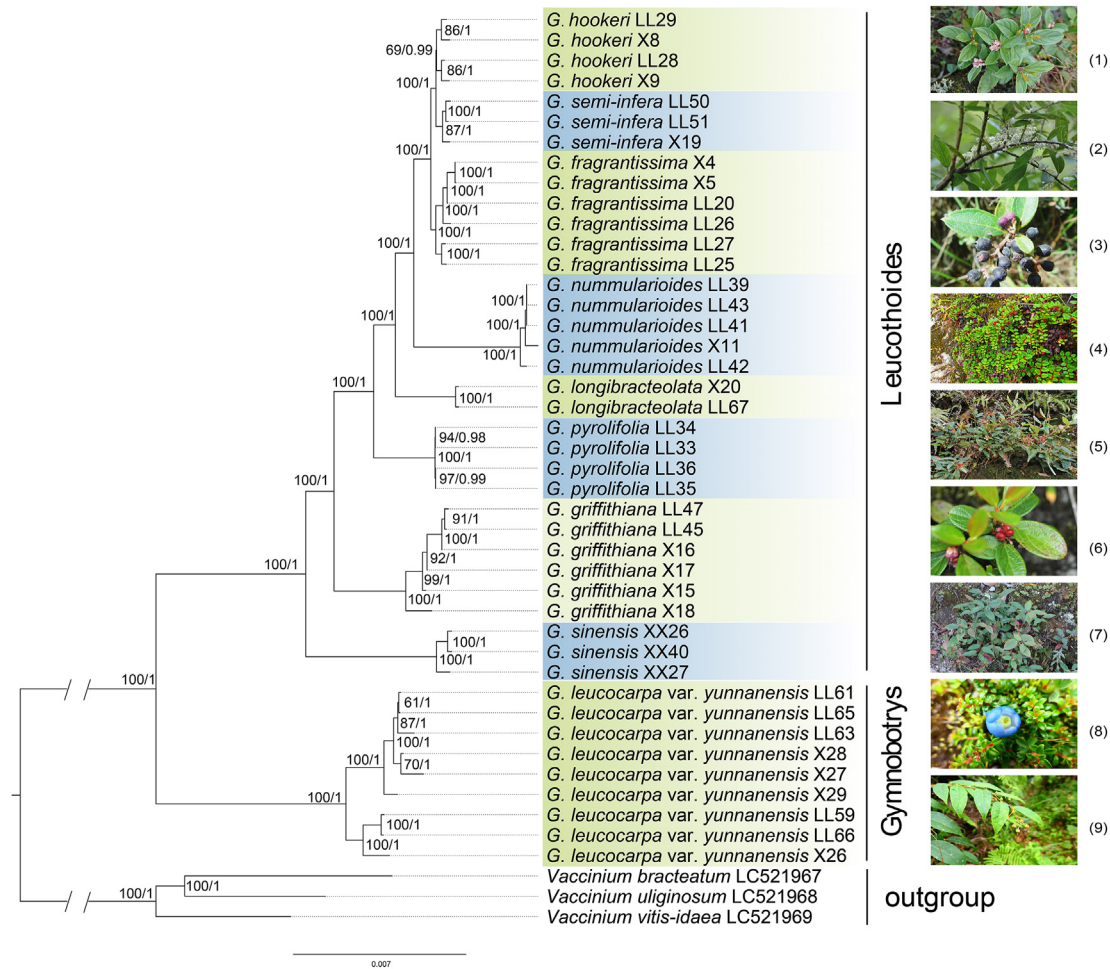 G. hookeri LL29
G. hookeri X8
G. hookeri LL28
G. hookeri X9
G. semi-infera LL50
G. semi-infera LL51
G. semi-infera X19
G. fragrantissima X4
G. fragrantissima X5
G. fragrantissima LL20
G. fragrantissima LL26
G. fragrantissima LL27
G. fragrantissima LL25
G. nummularioides LL39
G. nummularioides LL43
G. nummularioides LL41
G. nummularioides X11
G. nummularioides LL42
G. longibracteolata X20
G. longibracteolata LL67
G. pyrolifolia LL34
G. pyrolifolia LL33
G. pyrolifolia LL36
G. pyrolifolia LL35
G. griffithiana LL47
G. griffithiana LL45
G. griffithiana X16
G. griffithiana X17
G. griffithiana X15
G. griffithiana X18
G. sinensis XX26
G. sinensis XX40
G. sinensis XX27
G. leucocarpa var. yunnanensis LL61
G. leucocarpa var. yunnanensis LL65
G. leucocarpa var. yunnanensis LL63
G. leucocarpa var. yunnanensis X28
G. leucocarpa var. yunnanensis X27
G. leucocarpa var. yunnanensis X29
G. leucocarpa var. yunnanensis LL59
G. leucocarpa var. yunnanensis LL66
G. leucocarpa var. yunnanensis X26
Vaccinium bracteatum LC521967
Vaccinium uliginosum LC521968
Vaccinium vitis-idaea LC521969
86/1
69/0.99
86/1
100/1
100/1
87/1
100/1
100/1
100/1
100/1
100/1
100/1
100/1
100/1
100/1
100/1
100/1
100/1
94/0.98
100/1
97/0.99
100/1
91/1
100/1
92/1
99/1
100/1
100/1
100/1
100/1
100/1
61/1
87/1
100/1
70/1
100/1
100/1
100/1
100/1
100/1
0.007
Leucothoides
Gymnobotrys
outgroup
(1)
(2)
(3)
(4)
(5)
(6)
(7)
(8)
(9)